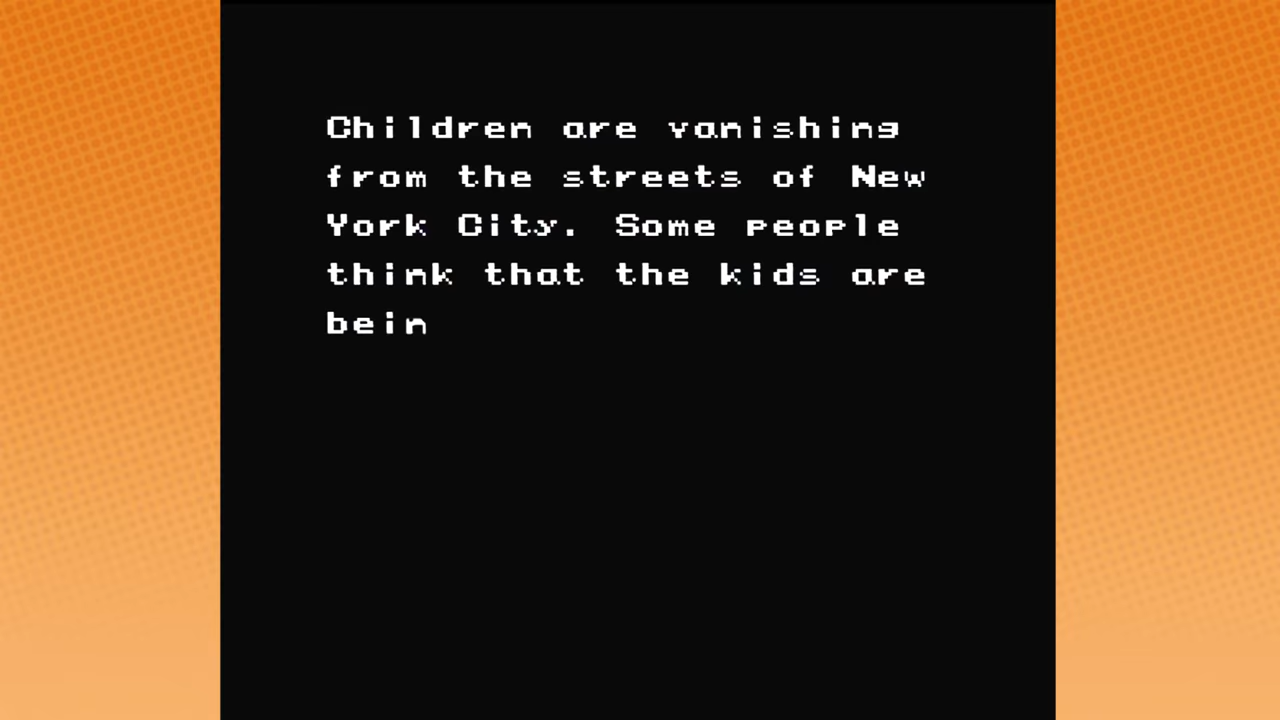 Children are vanishing
from the streets of New
York City. Some people
think that the kids are
bein